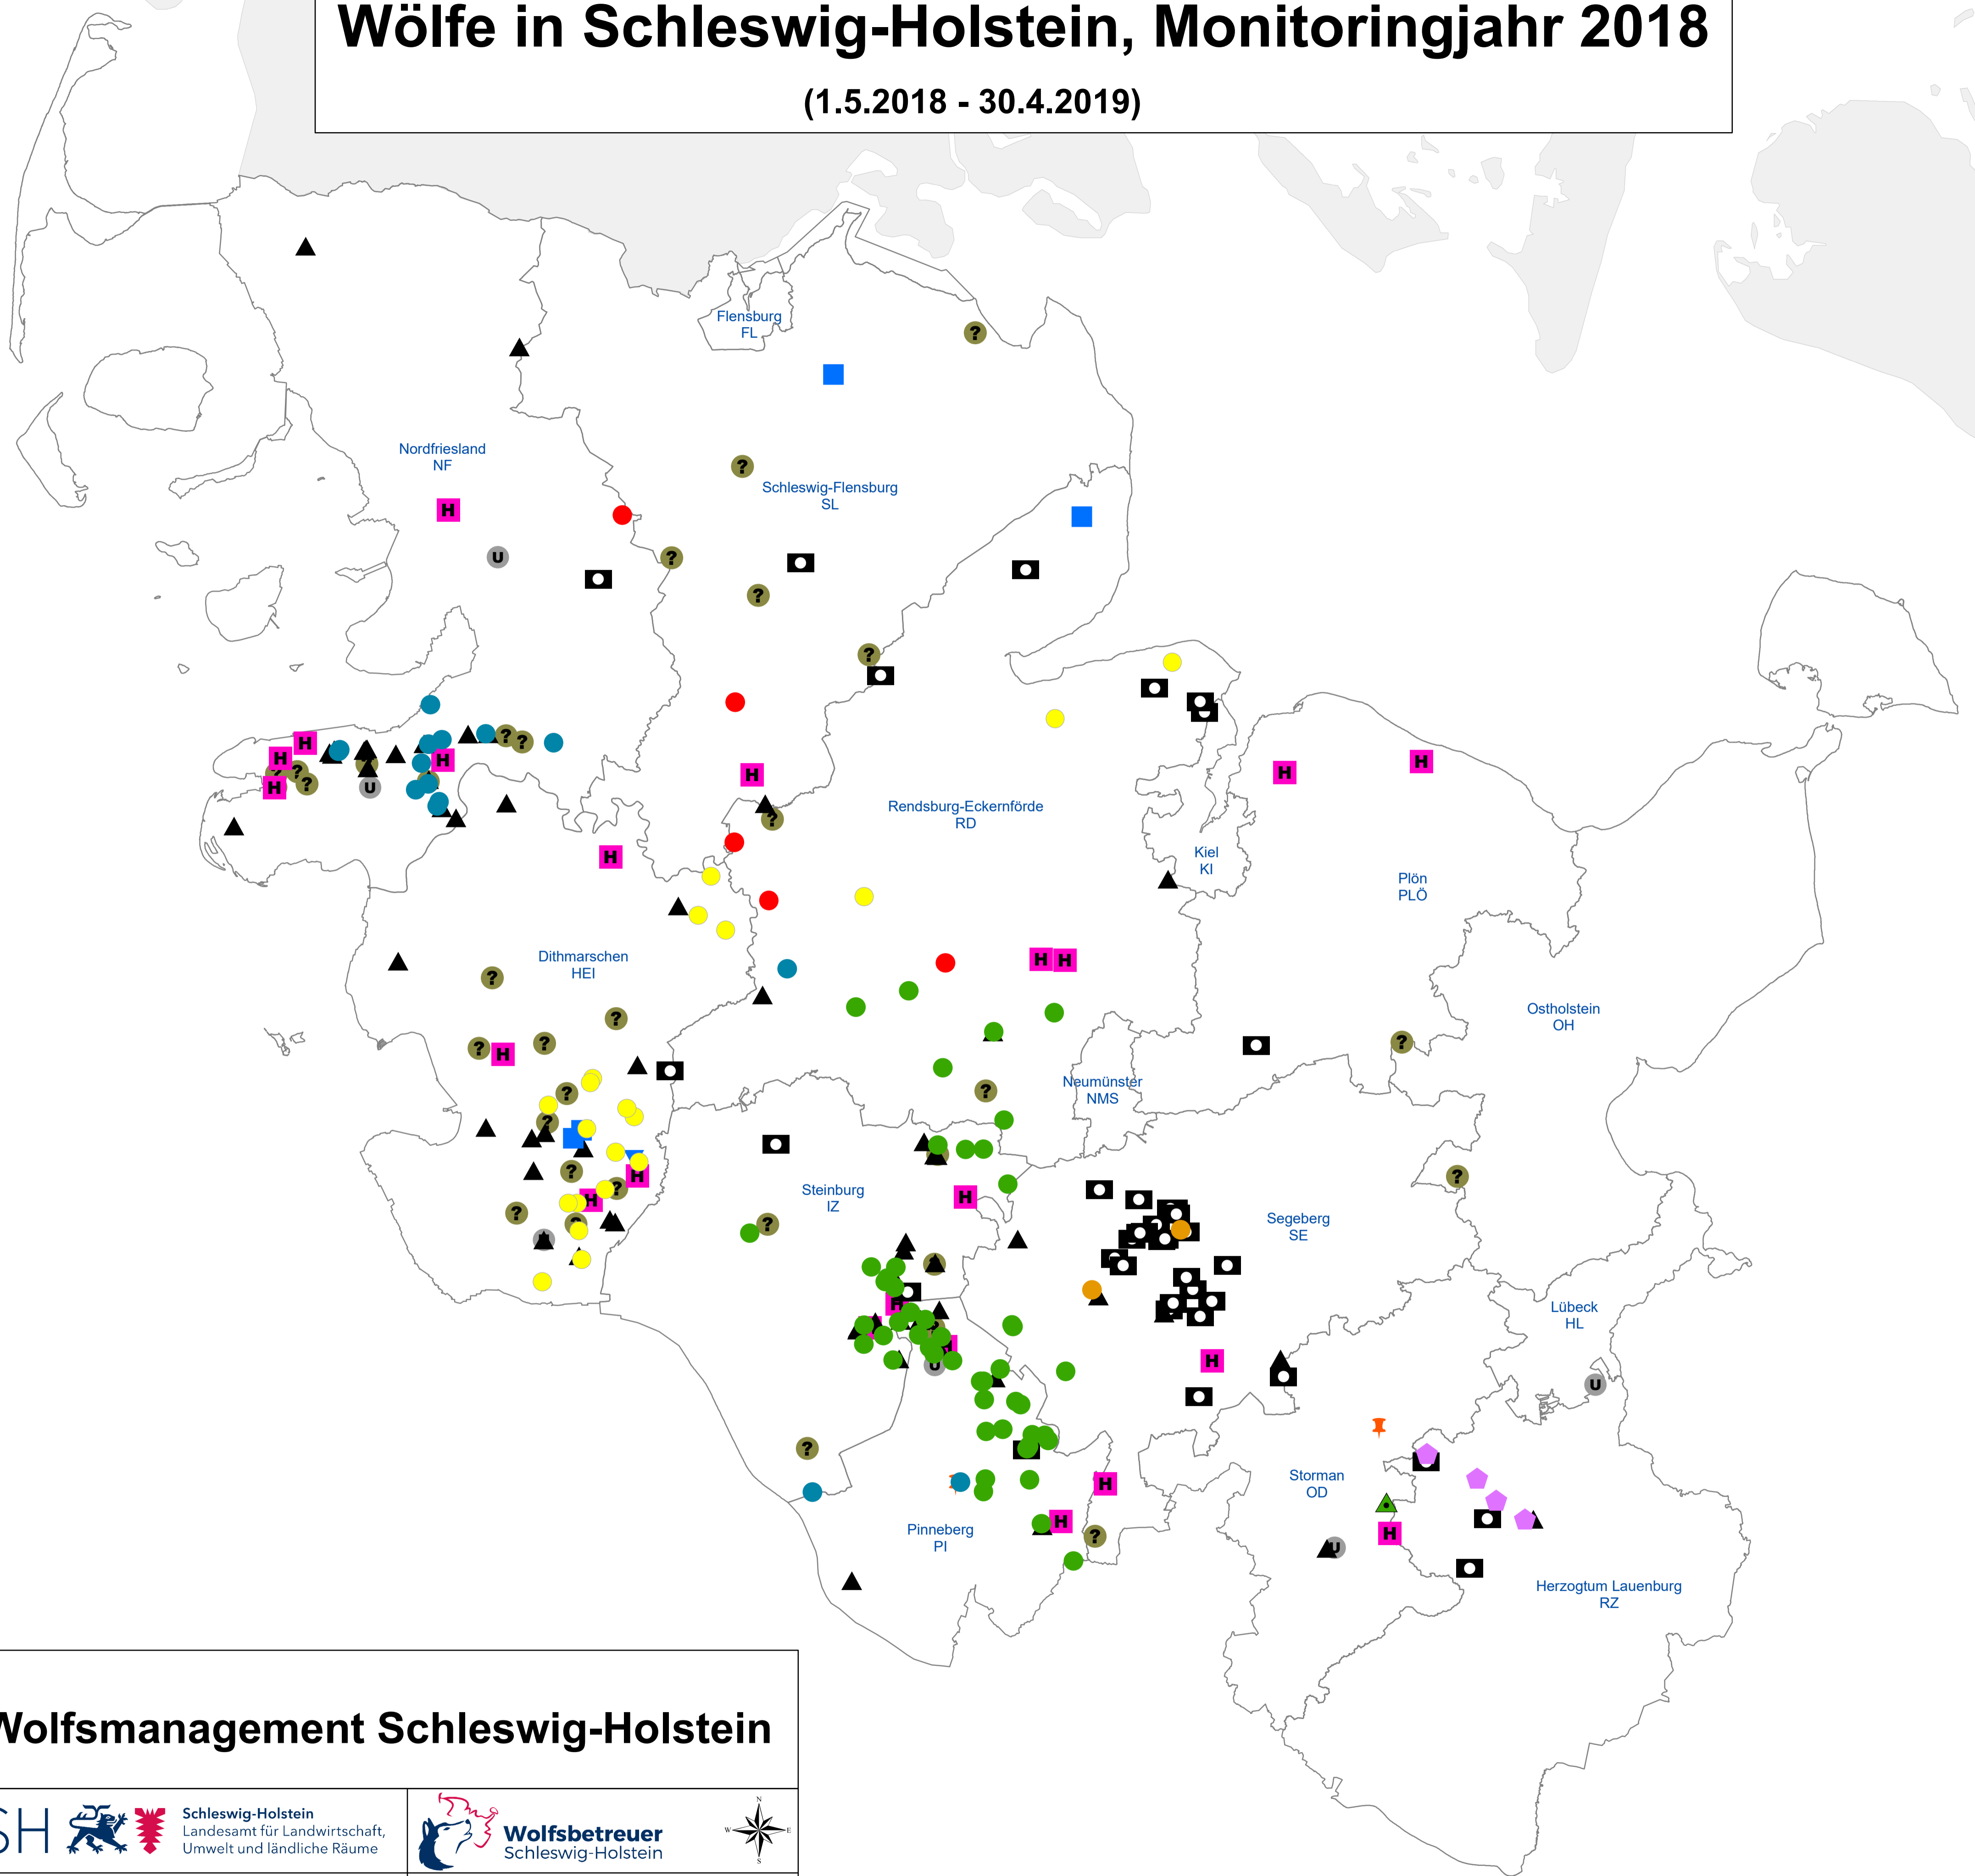 Wölfe in Schleswig-Holstein, Monitoringjahr 2018
(1.5.2018 - 30.4.2019)
Flensburg
FL
Nordfriesland
NF
Schleswig-Flensburg
SL
Rendsburg-Eckernförde
RD
Kiel
KI
Plön
PLÖ
Dithmarschen
HEI
Ostholstein
OH
Neumünster
NMS
Steinburg
IZ
Segeberg
SE
Lübeck
HL
Storman
OD
Pinneberg
PI
Herzogtum Lauenburg
RZ
Wolfsmanagement Schleswig-Holstein
SH
Schleswig-Holstein
Landesamt für Landwirtschaft,
Umwelt und ländliche Räume
Wolfsbetreuer
Schleswig-Holstein
N
W E
S